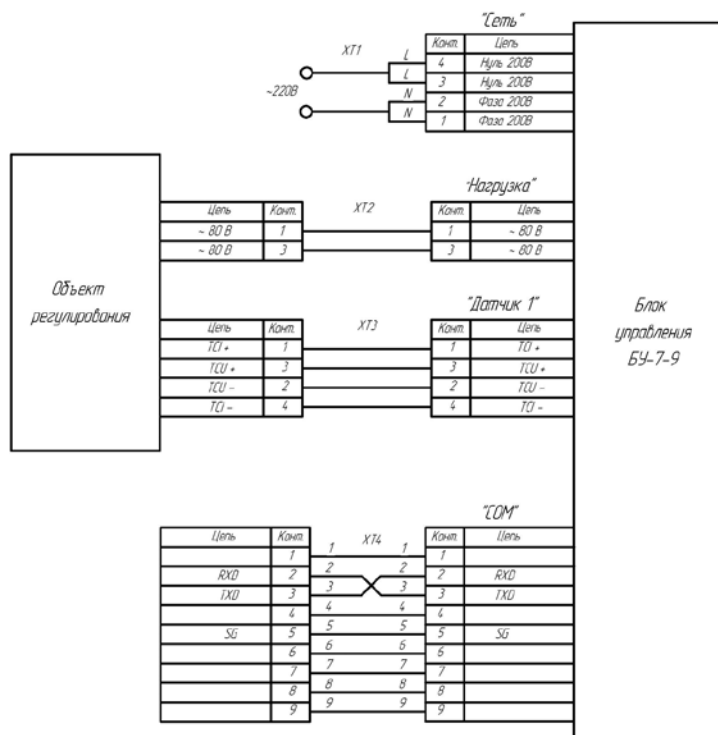 "Сеть"
XT1
L
L
N
N
~220В
Конт. Цепь
4 Нуль 200В
3 Нуль 200В
2 Фаза 200В
1 Фаза 200В
Объект
регулирования
Цепь Конт.
~ 80 В 1
~ 80 В 3
XT2
"Нагрузка"
Конт. Цепь
1 ~ 80 В
3 ~ 80 В
Блок
управления
БУ-7-9
Цепь Конт.
TCI + 1
TCU + 3
TCU – 2
TCI – 4
XT3
"Датчик 1"
Конт. Цепь
1 TCI +
3 TCU +
2 TCU –
4 TCI –
"COM"
Цепь Конт. XT4 Конт. Цепь
1 1 1 1
RXD 2 2 2 2 RXD
TXD 3 3 3 3 TXD
4 4 4 4
SG 5 5 5 5 SG
6 6 6 6
7 7 7 7
8 8 8 8
9 9 9 9